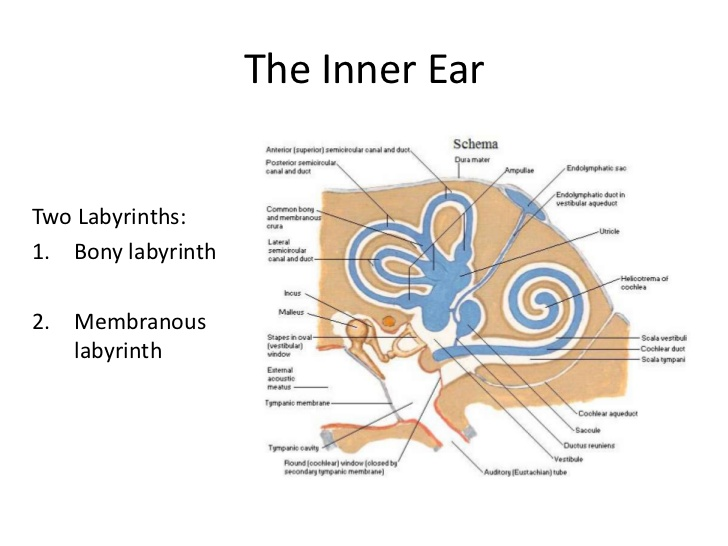 The Inner Ear
Two Labyrinths:
1. Bony labyrinth
2. Membranous
labyrinth
Schema
Anterior (superior) semicircular canal and duct
Posterior semicircular
canal and duct
Common bony
and membranous
crura
Lateral
semicircular
canal and duct
Incus
Malleus
Stapes in oval
(vestibular)
window
External
acoustic
meatus
Tympanic membrane
Tympanic cavity
Round (cochlear) window (closed by
secondary tympanic membrane)
Dura mater
Ampullae
Endolymphatic sac
Endolymphatic duct in
vestibular aqueduct
Utricle
Helicotrema of
cochlea
Scala vestibuli
Cochlear duct
Scala tympani
Cochlear aqueduct
Saccule
Ductus reuniens
Vestibule
Auditory (Eustachian) tube